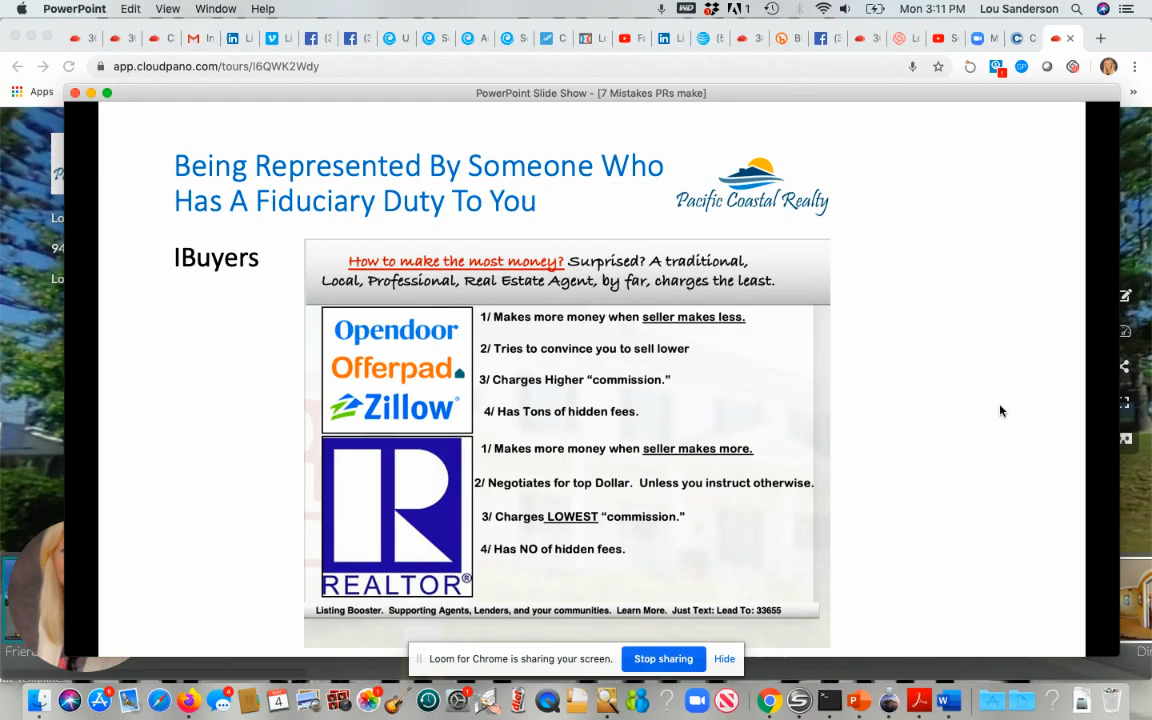 PowerPoint File Edit View Window Help
Mon 3:11 PM Lou Sanderson
app.cloudpano.com/tours/I6QWK2Wdy
Apps
PowerPoint Slide Show - [7 Mistakes PRs make]
Being Represented By Someone Who
Has A Fiduciary Duty To You
Pacific Coastal Realty
IBuyers
How to make the most money? Surprised? A traditional,
Local, Professional, Real Estate Agent, by far, charges the least.
Opendoor
Offerpad
Zillow
1/ Makes more money when seller makes less.
2/ Tries to convince you to sell lower
3/ Charges Higher “commission.”
4/ Has Tons of hidden fees.
REALTOR®
1/ Makes more money when seller makes more.
2/ Negotiates for top Dollar. Unless you instruct otherwise.
3/ Charges LOWEST “commission.”
4/ Has NO of hidden fees.
Listing Booster. Supporting Agents, Lenders, and your communities. Learn More. Just Text: Lead To: 33655
Loom for Chrome is sharing your screen. Stop sharing Hide